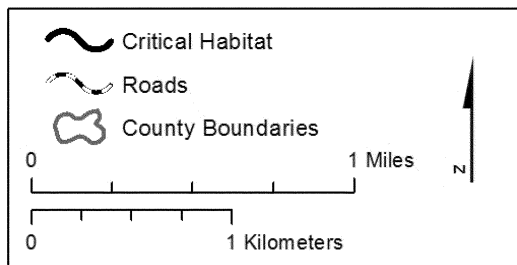 Critical Habitat
Roads
County Boundaries
0 1 Miles
0 1 Kilometers
N